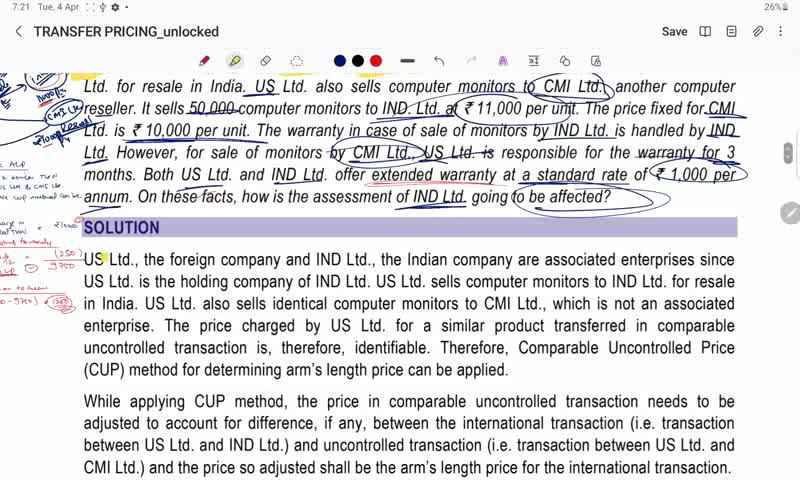 7:21 Tue, 4 Apr
26%
TRANSFER PRICING_unlocked
Save
Ltd. for resale in India. US Ltd. also sells computer monitors to CMI Ltd. another computer
reseller. It sells 50,000 computer monitors to IND. Ltd. at ₹ 11,000 per unit. The price fixed for CMI
Ltd. is ₹ 10,000 per unit. The warranty in case of sale of monitors by IND Ltd. is handled by IND
Ltd. However, for sale of monitors by CMI Ltd., US Ltd. is responsible for the warranty for 3
months. Both US Ltd. and IND Ltd. offer extended warranty at a standard rate of ₹ 1,000 per
annum. On these facts, how is the assessment of IND Ltd. going to be affected?
SOLUTION
US Ltd., the foreign company and IND Ltd., the Indian company are associated enterprises since
US Ltd. is the holding company of IND Ltd. US Ltd. sells computer monitors to IND Ltd. for resale
in India. US Ltd. also sells identical computer monitors to CMI Ltd., which is not an associated
enterprise. The price charged by US Ltd. for a similar product transferred in comparable
uncontrolled transaction is, therefore, identifiable. Therefore, Comparable Uncontrolled Price
(CUP) method for determining arm's length price can be applied.
While applying CUP method, the price in comparable uncontrolled transaction needs to be
adjusted to account for difference, if any, between the international transaction (i.e. transaction
between US Ltd. and IND Ltd.) and uncontrolled transaction (i.e. transaction between US Ltd. and
CMI Ltd.) and the price so adjusted shall be the arm's length price for the international transaction.
(250)
9750